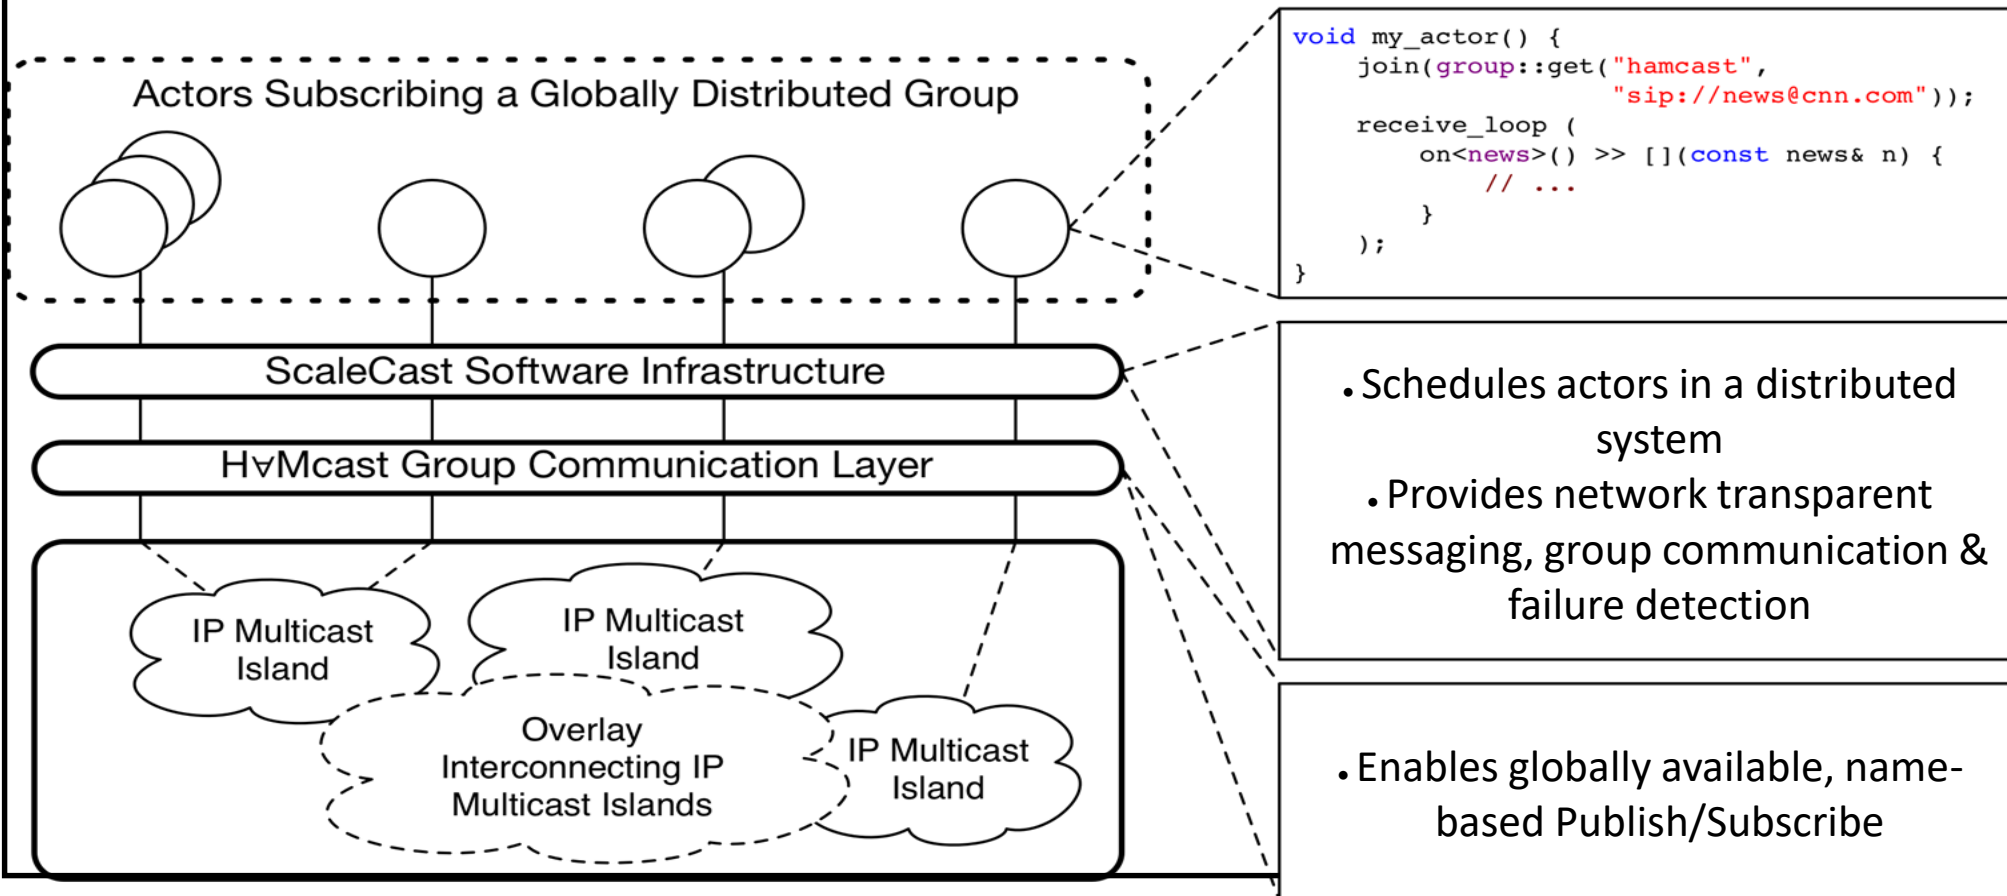 Actors Subscribing a Globally Distributed Group
void my_actor() {
    join(group::get("hamcast",
                    "sip://news@cnn.com"));
    receive_loop (
        on<news>() >> [](const news& n) {
            // ...
        }
    );
}
ScaleCast Software Infrastructure
H∀Mcast Group Communication Layer
• Schedules actors in a distributed
system
• Provides network transparent
messaging, group communication &
failure detection
IP Multicast
Island
IP Multicast
Island
Overlay
Interconnecting IP
Multicast Islands
IP Multicast
Island
• Enables globally available, name-
based Publish/Subscribe